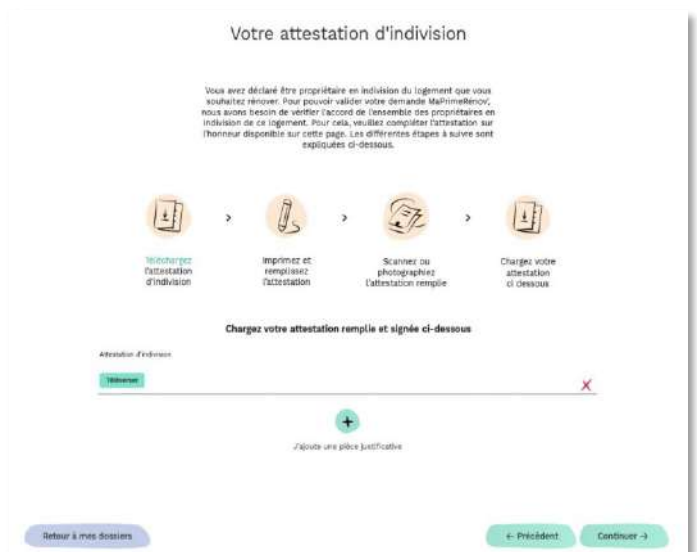 Votre attestation d'indivision
Vous avez déclaré être propriétaire en indivision du logement que vous
souhaitez rénover. Pour pouvoir valider votre demande MaPrimeRénov',
nous avons besoin de vérifier l'accord de l'ensemble des propriétaires en
indivision de ce logement. Pour cela, veuillez compléter l'attestation sur
l'honneur disponible sur cette page. Les différentes étapes à suivre sont
expliquées ci-dessous.
Téléchargez
l'attestation
d'indivision
Imprimez et
remplissez
l'attestation
Scannez ou
photographiez
l'attestation remplie
Chargez votre
attestation
ci dessous
Chargez votre attestation remplie et signée ci-dessous
Attestation d'indivision
Téléverser
J'ajoute une pièce justificative
Retour à mes dossiers
← Précédent
Continuer →